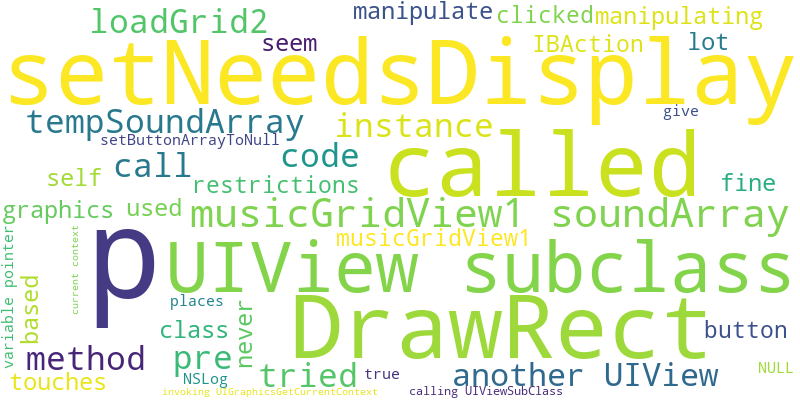 loadGrid2
manipulate
clicked
manipulating
seem
IBAction
lot
setNeedsDisplay
give
tempSoundArray
instance
setButtonArrayToNull
called
call
code
self
restrictions
fine
graphics
used
musicGridView1
soundArray
musicGridView1
p
UIView subclass
variable pointer
current context
based
places
DrawRect
class
never
button
method
pre
NULL
touches
NSLog
tried
true
another UIView
invoking UIGraphicsGetCurrentContext
calling UIViewSubClass